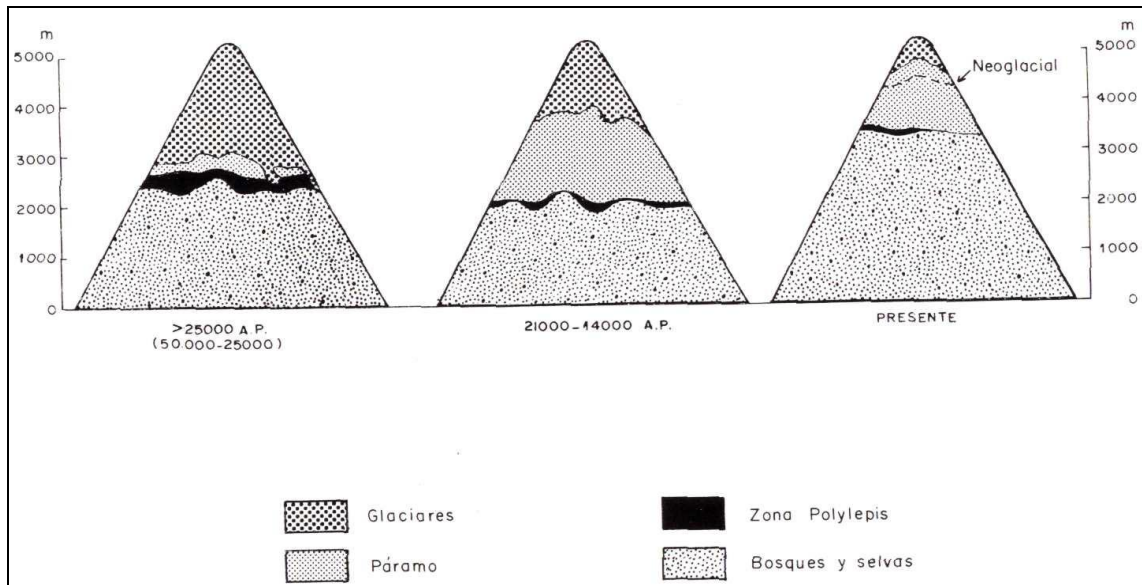 m
5000
4000
3000
2000
1000
0
>25000 A.P.
(50.000-25000)
21000-14000 A.P.
PRESENTE
Neoglacial
m
5000
4000
3000
2000
1000
0
Glaciares
Páramo
Zona Polylepis
Bosques y selvas